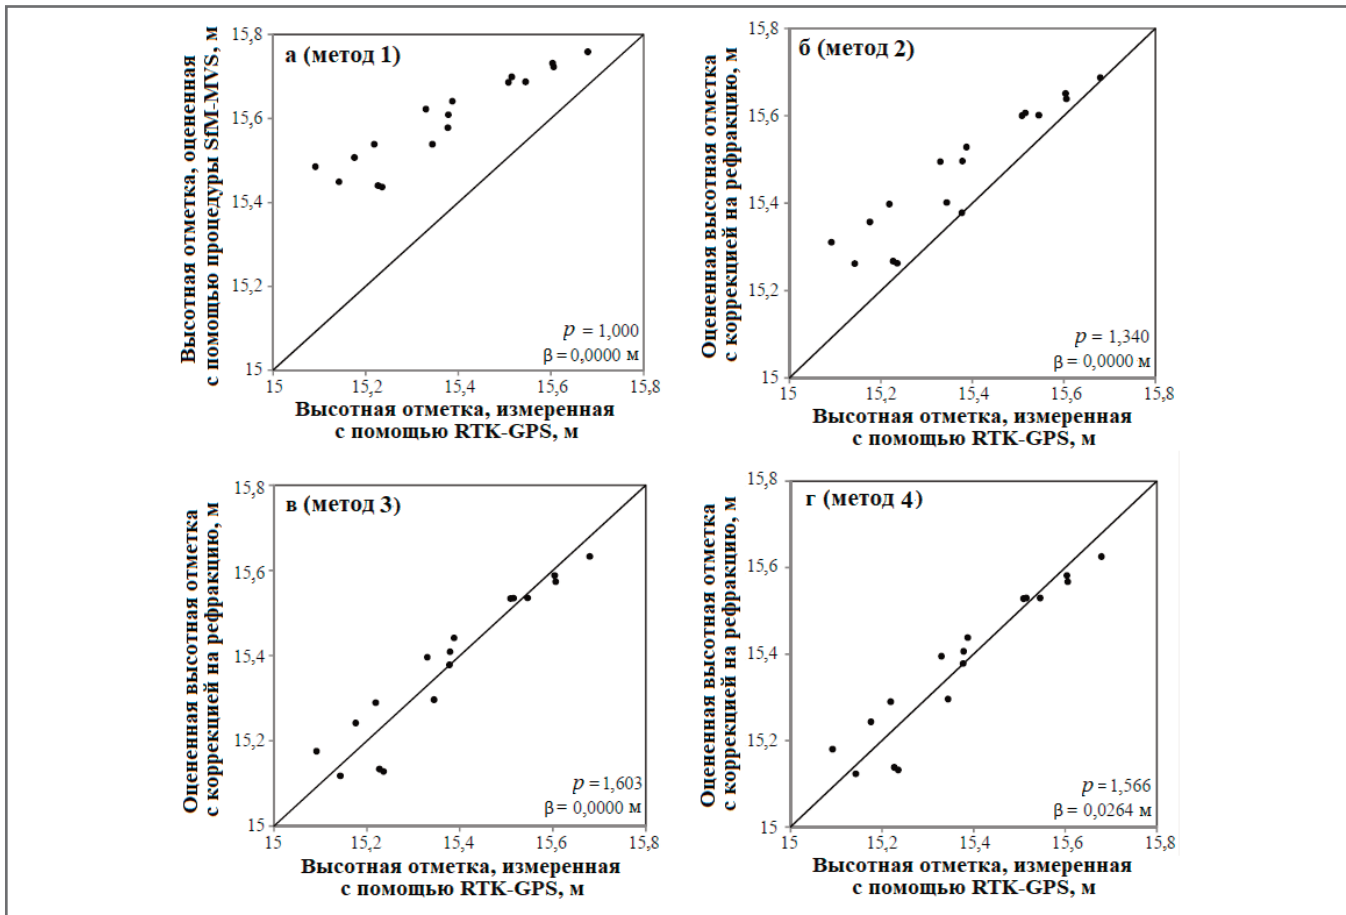 а (метод 1)
Высотная отметка, оцененная
с помощью процедуры SfM-MVS, м
15,8
15,6
15,4
15,2
15
p = 1,000
β = 0,0000 м
15 15,2 15,4 15,6 15,8
Высотная отметка, измеренная
с помощью RTK-GPS, м
б (метод 2)
Оцененная высотная отметка
с коррекцией на рефракцию, м
15,8
15,6
15,4
15,2
15
p = 1,340
β = 0,0000 м
15 15,2 15,4 15,6 15,8
Высотная отметка, измеренная
с помощью RTK-GPS, м
в (метод 3)
Оцененная высотная отметка
с коррекцией на рефракцию, м
15,8
15,6
15,4
15,2
15
p = 1,603
β = 0,0000 м
15 15,2 15,4 15,6 15,8
Высотная отметка, измеренная
с помощью RTK-GPS, м
г (метод 4)
Оцененная высотная отметка
с коррекцией на рефракцию, м
15,8
15,6
15,4
15,2
15
p = 1,566
β = 0,0264 м
15 15,2 15,4 15,6 15,8
Высотная отметка, измеренная
с помощью RTK-GPS, м